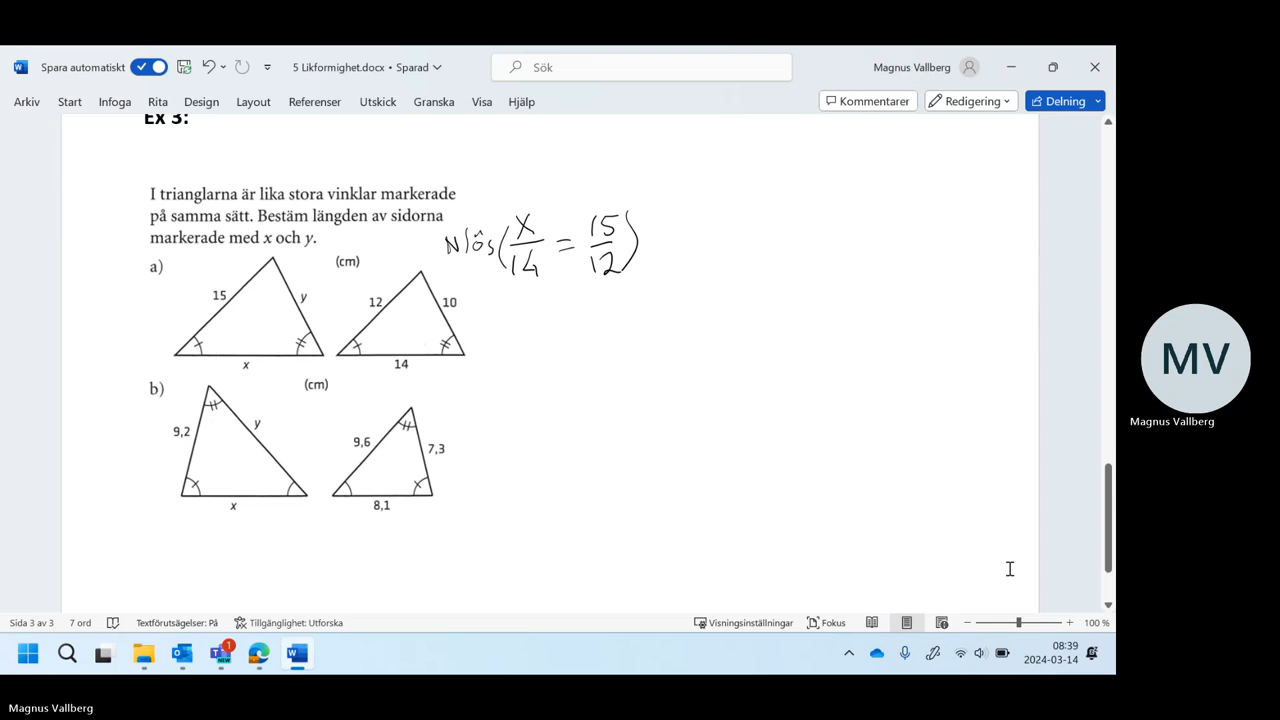 Spara automatiskt
5 Likformighet.docx • Sparad
Sök
Magnus Vallberg
Arkiv Start Infoga Rita Design Layout Referenser Utskick Granska Visa Hjälp
Kommentarer Redigering Delning
Ex 3:
I trianglarna är lika stora vinklar markerade
på samma sätt. Bestäm längden av sidorna
markerade med x och y.
Nlös(x/14 = 15/12)
a) (cm)
15 y 12 10
x 14
b) (cm)
9,2 y 9,6 7,3
x 8,1
MV
Magnus Vallberg
Sida 3 av 3 7 ord Textförutsägelser: På Tillgänglighet: Utforska Visningsinställningar Fokus 100 %
1
NEW
08:39
2024-03-14
Magnus Vallberg